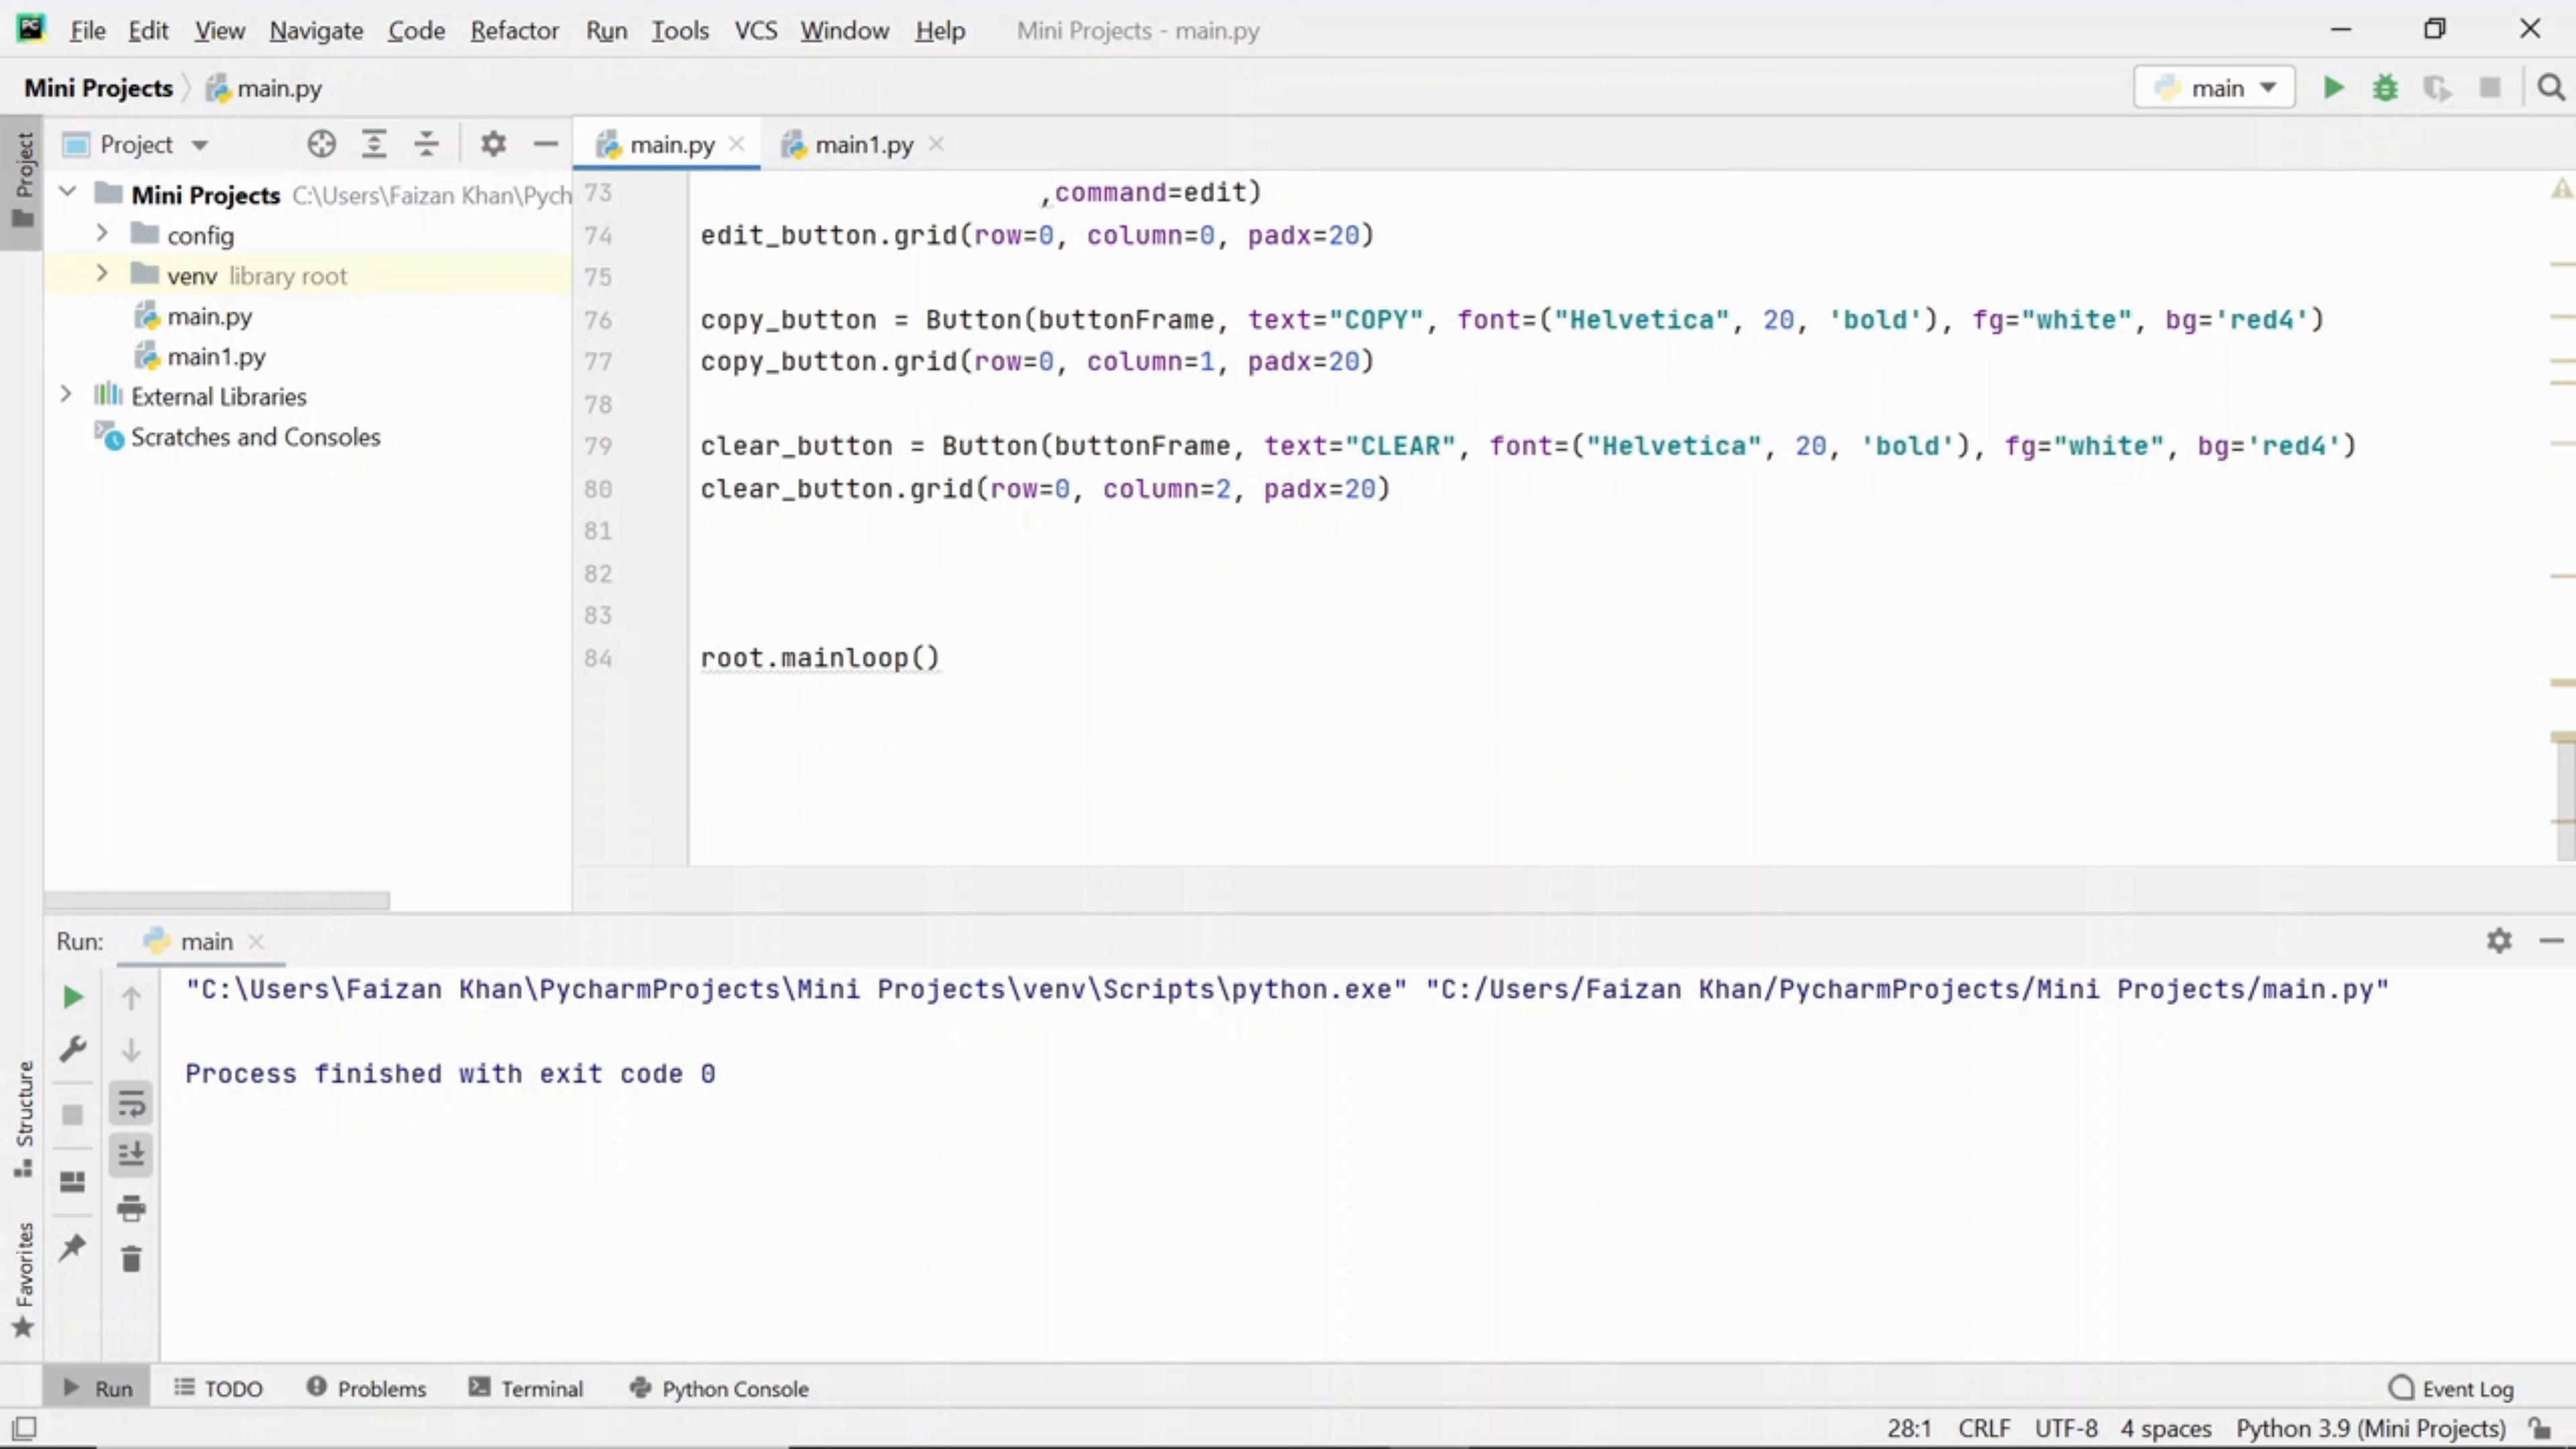 File Edit View Navigate Code Refactor Run Tools VCS Window Help Mini Projects - main.py
Mini Projects main.py main
Project
Project
main.py main1.py
Mini Projects C:\Users\Faizan Khan\Pych
config
venv library root
main.py
main1.py
External Libraries
Scratches and Consoles
73 ,command=edit)
74 edit_button.grid(row=0, column=0, padx=20)
75
76 copy_button = Button(buttonFrame, text="COPY", font=("Helvetica", 20, 'bold'), fg="white", bg='red4')
77 copy_button.grid(row=0, column=1, padx=20)
78
79 clear_button = Button(buttonFrame, text="CLEAR", font=("Helvetica", 20, 'bold'), fg="white", bg='red4')
80 clear_button.grid(row=0, column=2, padx=20)
81
82
83
84 root.mainloop()
Run: main
"C:\Users\Faizan Khan\PycharmProjects\Mini Projects\venv\Scripts\python.exe" "C:/Users/Faizan Khan/PycharmProjects/Mini Projects/main.py"
Process finished with exit code 0
Structure
Favorites
Run TODO Problems Terminal Python Console Event Log
28:1 CRLF UTF-8 4 spaces Python 3.9 (Mini Projects)